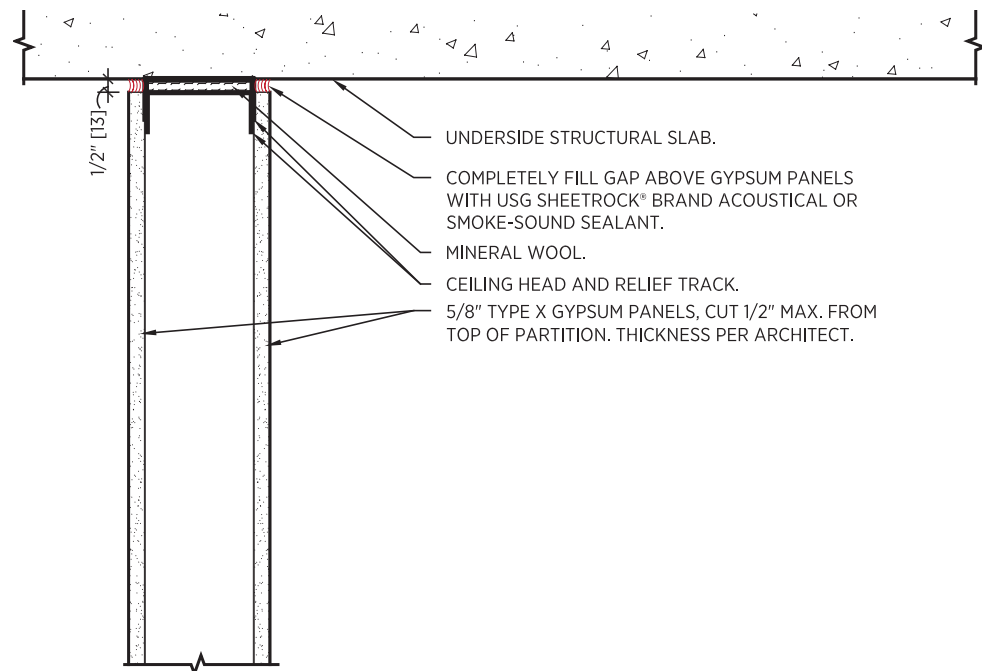 1/2" [13]
UNDERSIDE STRUCTURAL SLAB.
COMPLETELY FILL GAP ABOVE GYPSUM PANELS
WITH USG SHEETROCK® BRAND ACOUSTICAL OR
SMOKE-SOUND SEALANT.
MINERAL WOOL.
CEILING HEAD AND RELIEF TRACK.
5/8" TYPE X GYPSUM PANELS, CUT 1/2" MAX. FROM
TOP OF PARTITION. THICKNESS PER ARCHITECT.